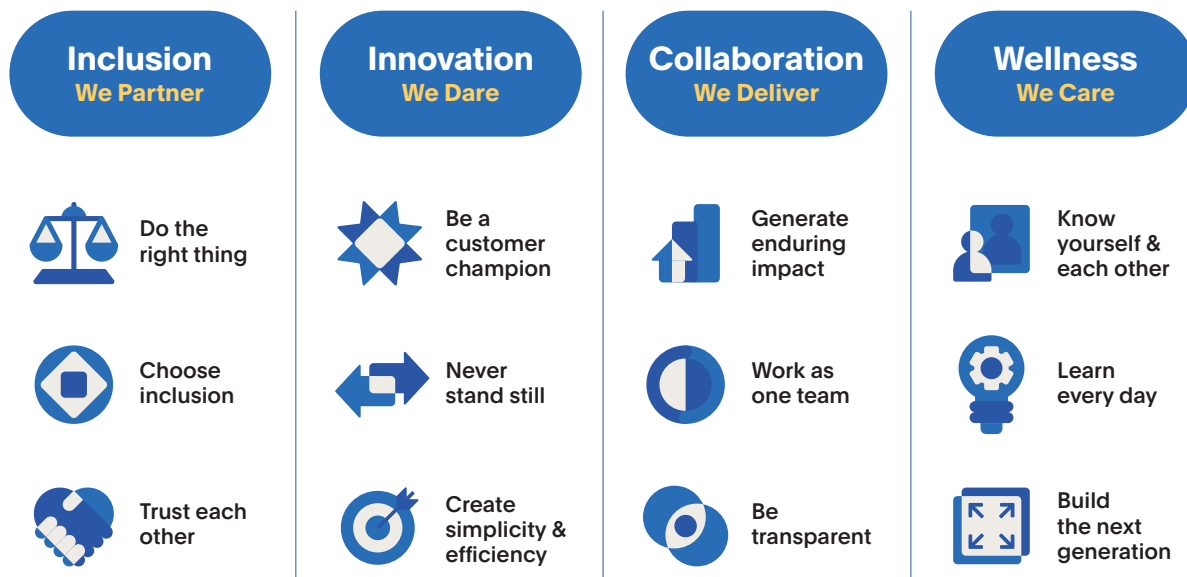 Inclusion
We Partner
Do the
right thing
Choose
inclusion
Trust each
other
Innovation
We Dare
Be a
customer
champion
Never
stand still
Create
simplicity &
efficiency
Collaboration
We Deliver
Generate
enduring
impact
Work as
one team
Be
transparent
Wellness
We Care
Know
yourself &
each other
Learn
every day
Build
the next
generation